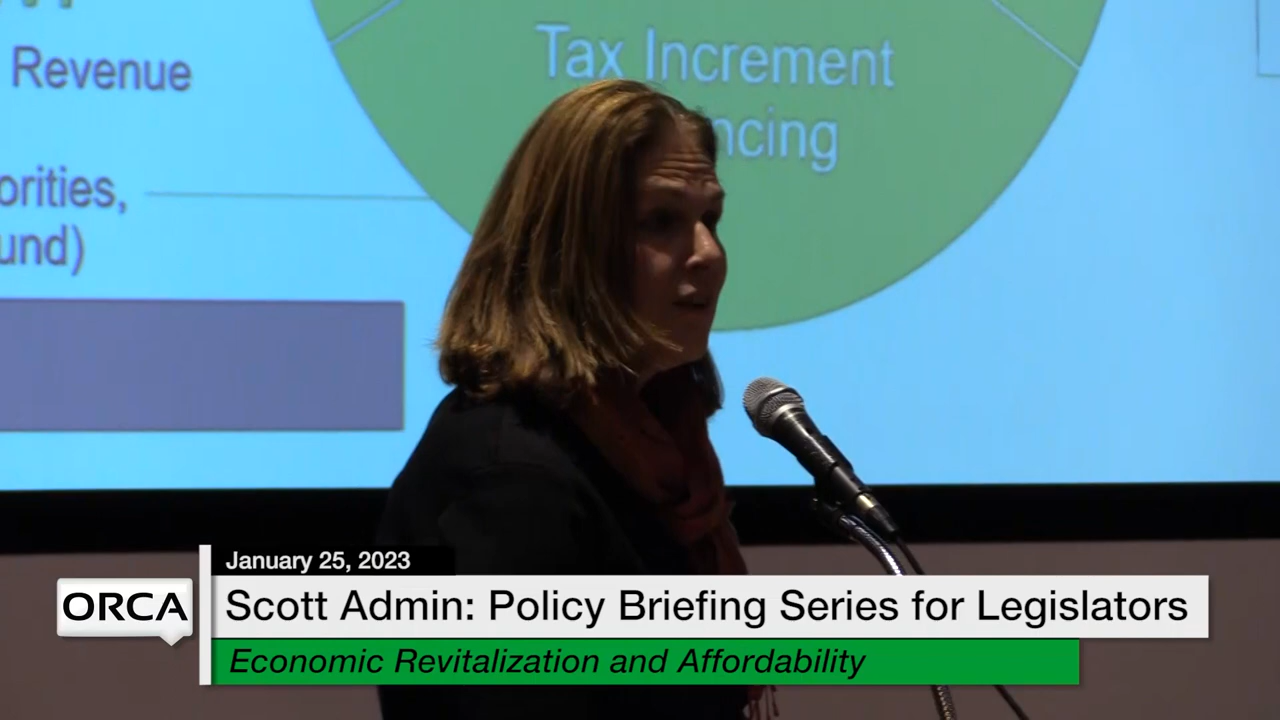 Revenue
Tax Increment
ncing
orities,
und)
January 25, 2023
ORCA
Scott Admin: Policy Briefing Series for Legislators
Economic Revitalization and Affordability